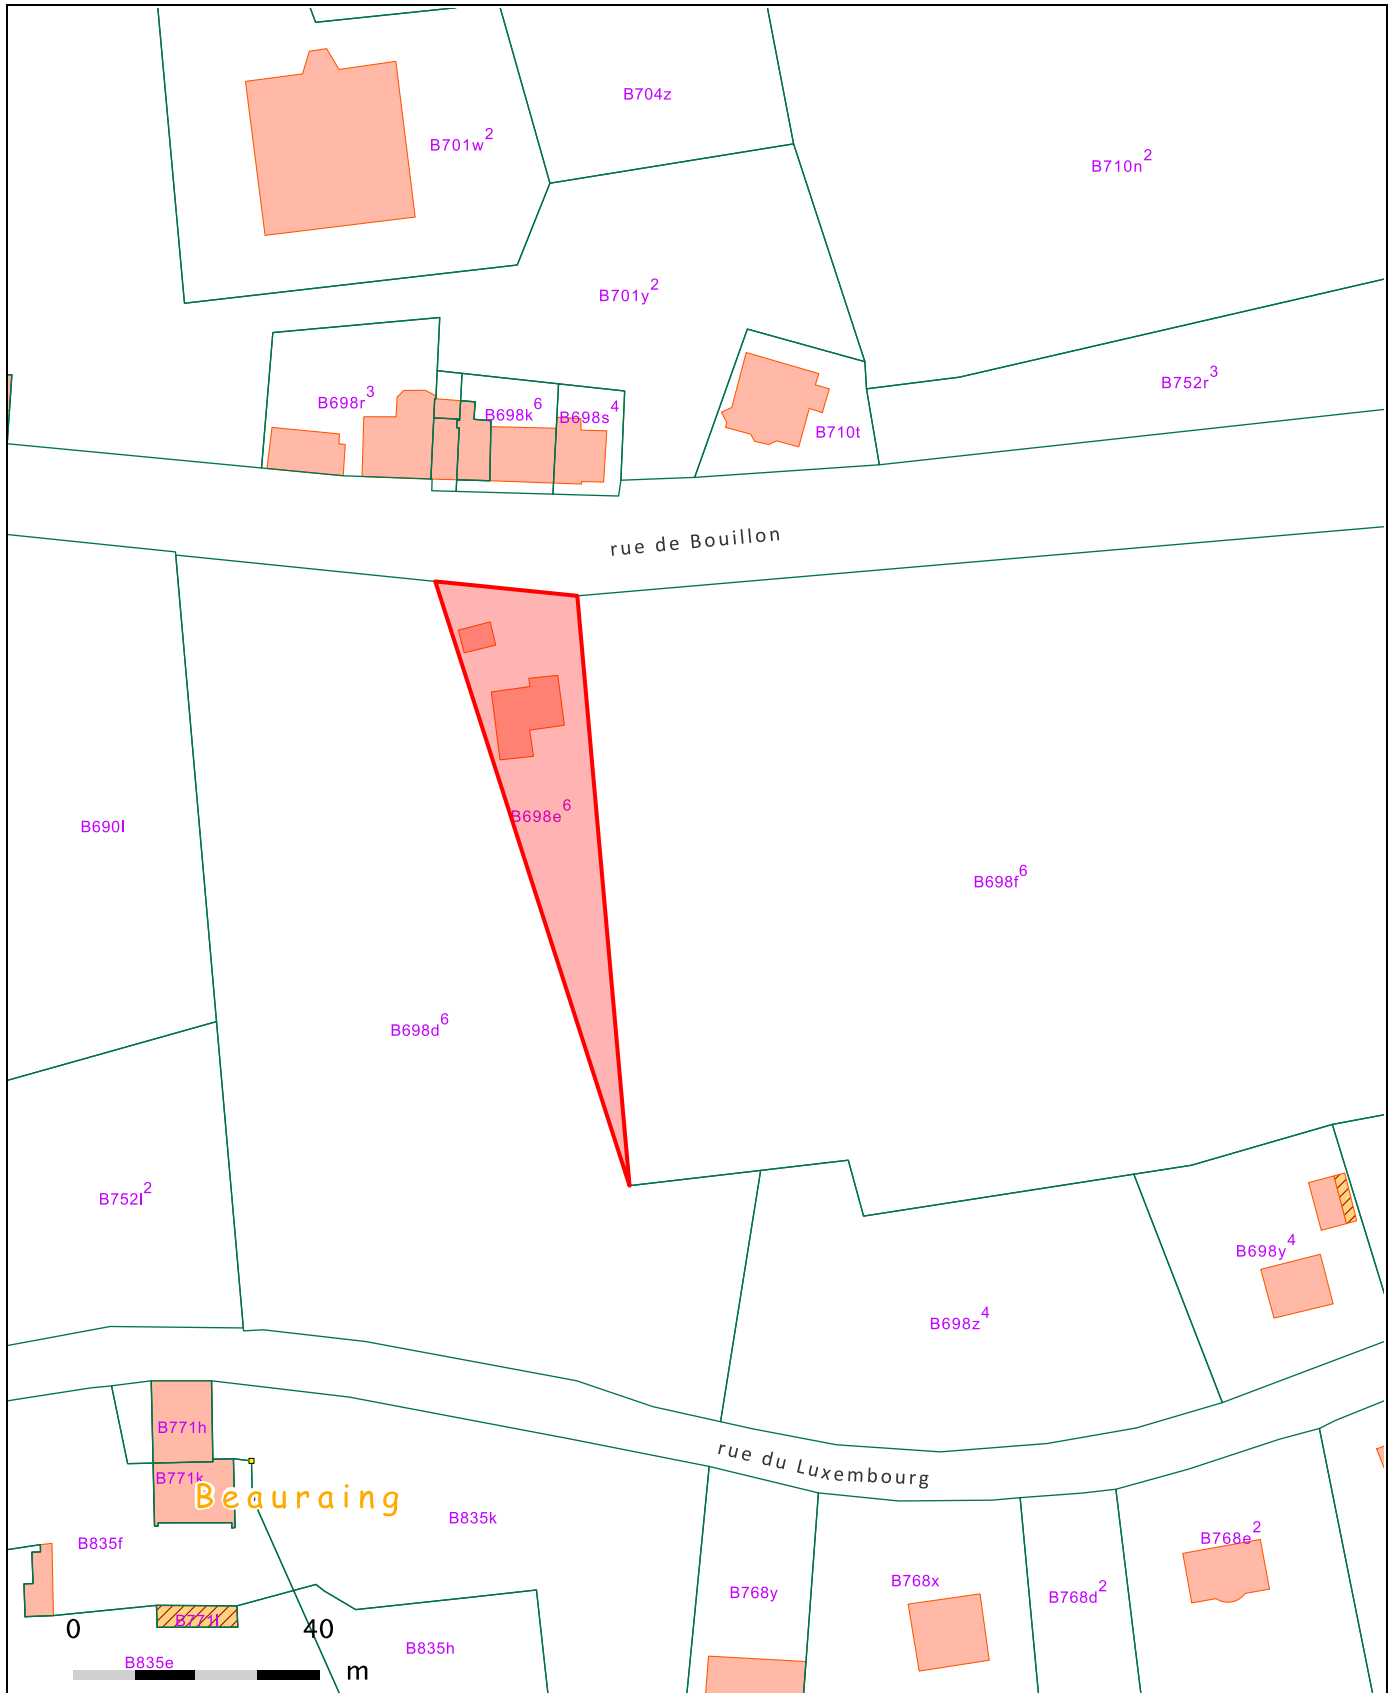 B704z
B701w²
B710n²
B701y²
B752r³
B698r³
B698k⁶
B698s⁴
B710t
rue de Bouillon
B698e⁶
B690l
B698f⁶
B698d⁶
B752l²
B698y⁴
B698z⁴
B771h
rue du Luxembourg
B771k
Beauraing
B835k
B835f
B768e²
B768x
B768y
B768d²
B771l
0 40
B835h
B835e
m